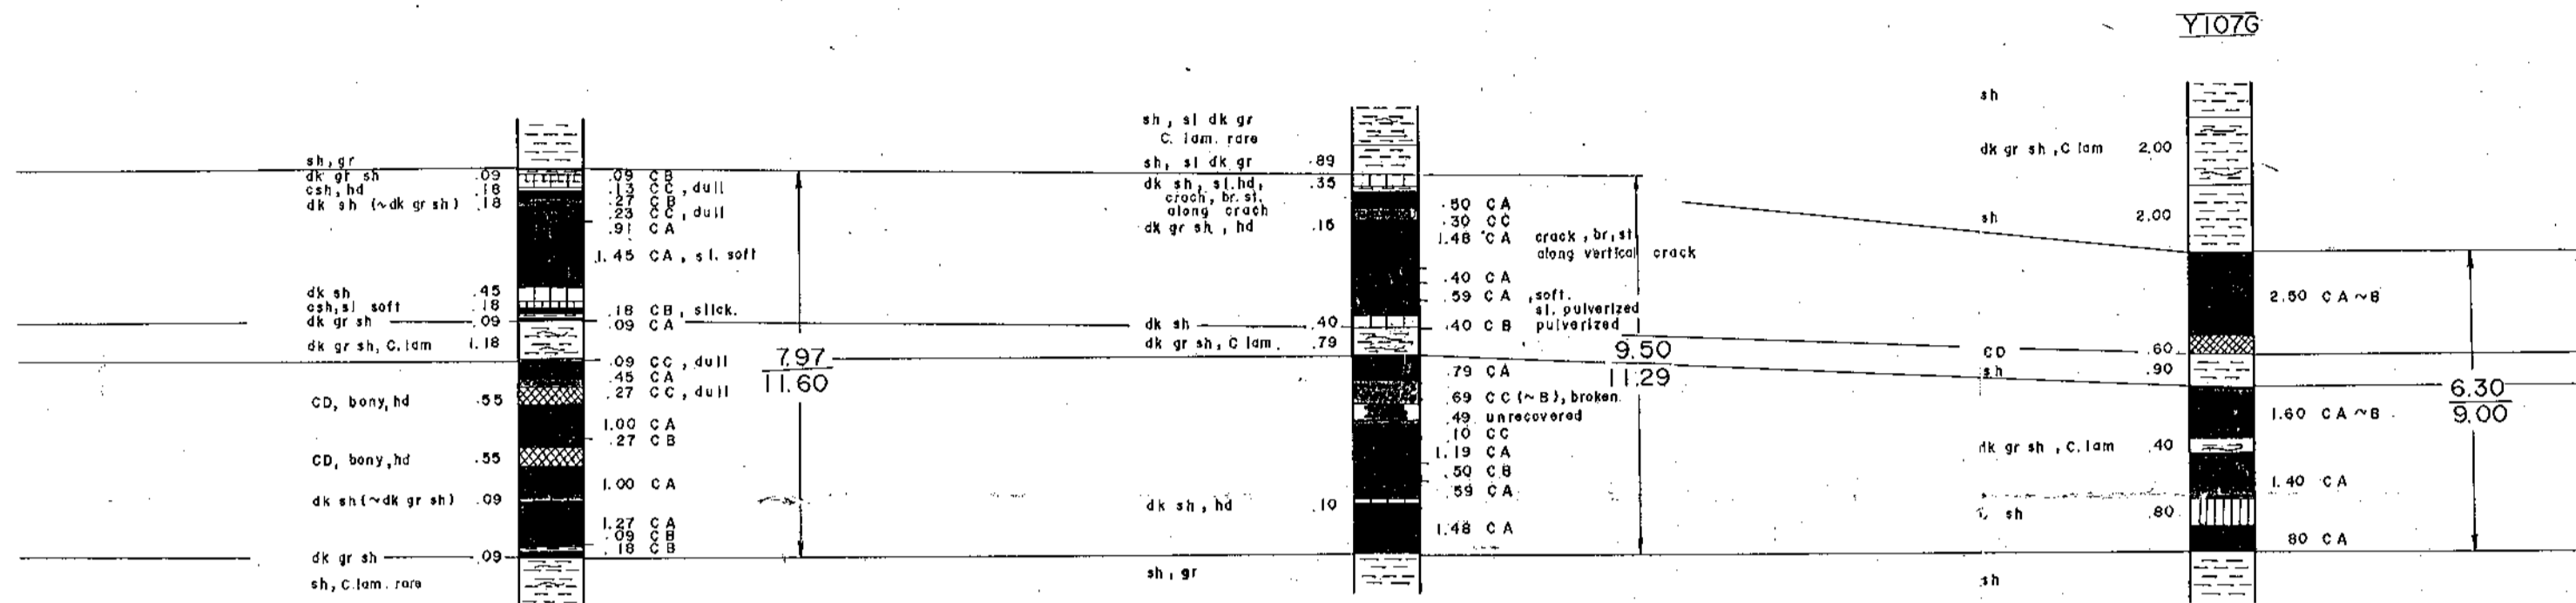 Y107G
sh, gr
dk gr sh .09
csh, hd .18
dk sh (~dk gr sh) .18
dk sh .45
csh, sl soft .18
dk gr sh .09
dk gr sh, C. lam 1.18
CD, bony, hd .55
CD, bony, hd .55
dk sh (~dk gr sh) .09
dk gr sh .09
sh, C. lam. rare
.09 CB
.13 CC, dull
.27 CB
.23 CC, dull
.91 CA
1.45 CA, sl. soft
.18 CB, slick.
.09 CA
.09 CC, dull
.45 CA
.27 CC, dull
1.00 CA
.27 CB
1.00 CA
1.27 CA
.09 CB
.18 CB
7.97
11.60
sh, sl dk gr
C. lam. rare
sh, sl dk gr .89
dk sh, sl. hd, .35
crach, br. st.
along crach
dk gr sh, hd .16
dk sh .40
dk gr sh, C lam. .79
dk sh, hd .10
sh, gr
.50 CA
.30 CC
1.48 CA crack, br, st
along vertical crack
.40 CA
.59 CA, soft.
sl. pulverized
.40 CB pulverized
.79 CA
.69 CC (~B), broken.
.49 unrecovered
.10 CC
1.19 CA
.50 CB
.59 CA
1.48 CA
9.50
11.29
sh
dk gr sh, C lam 2.00
sh 2.00
CD .60
sh .90
dk gr sh, C. lam .40
sh .80
sh
2.50 CA~B
1.60 CA~B
1.40 CA
80 CA
6.30
9.00